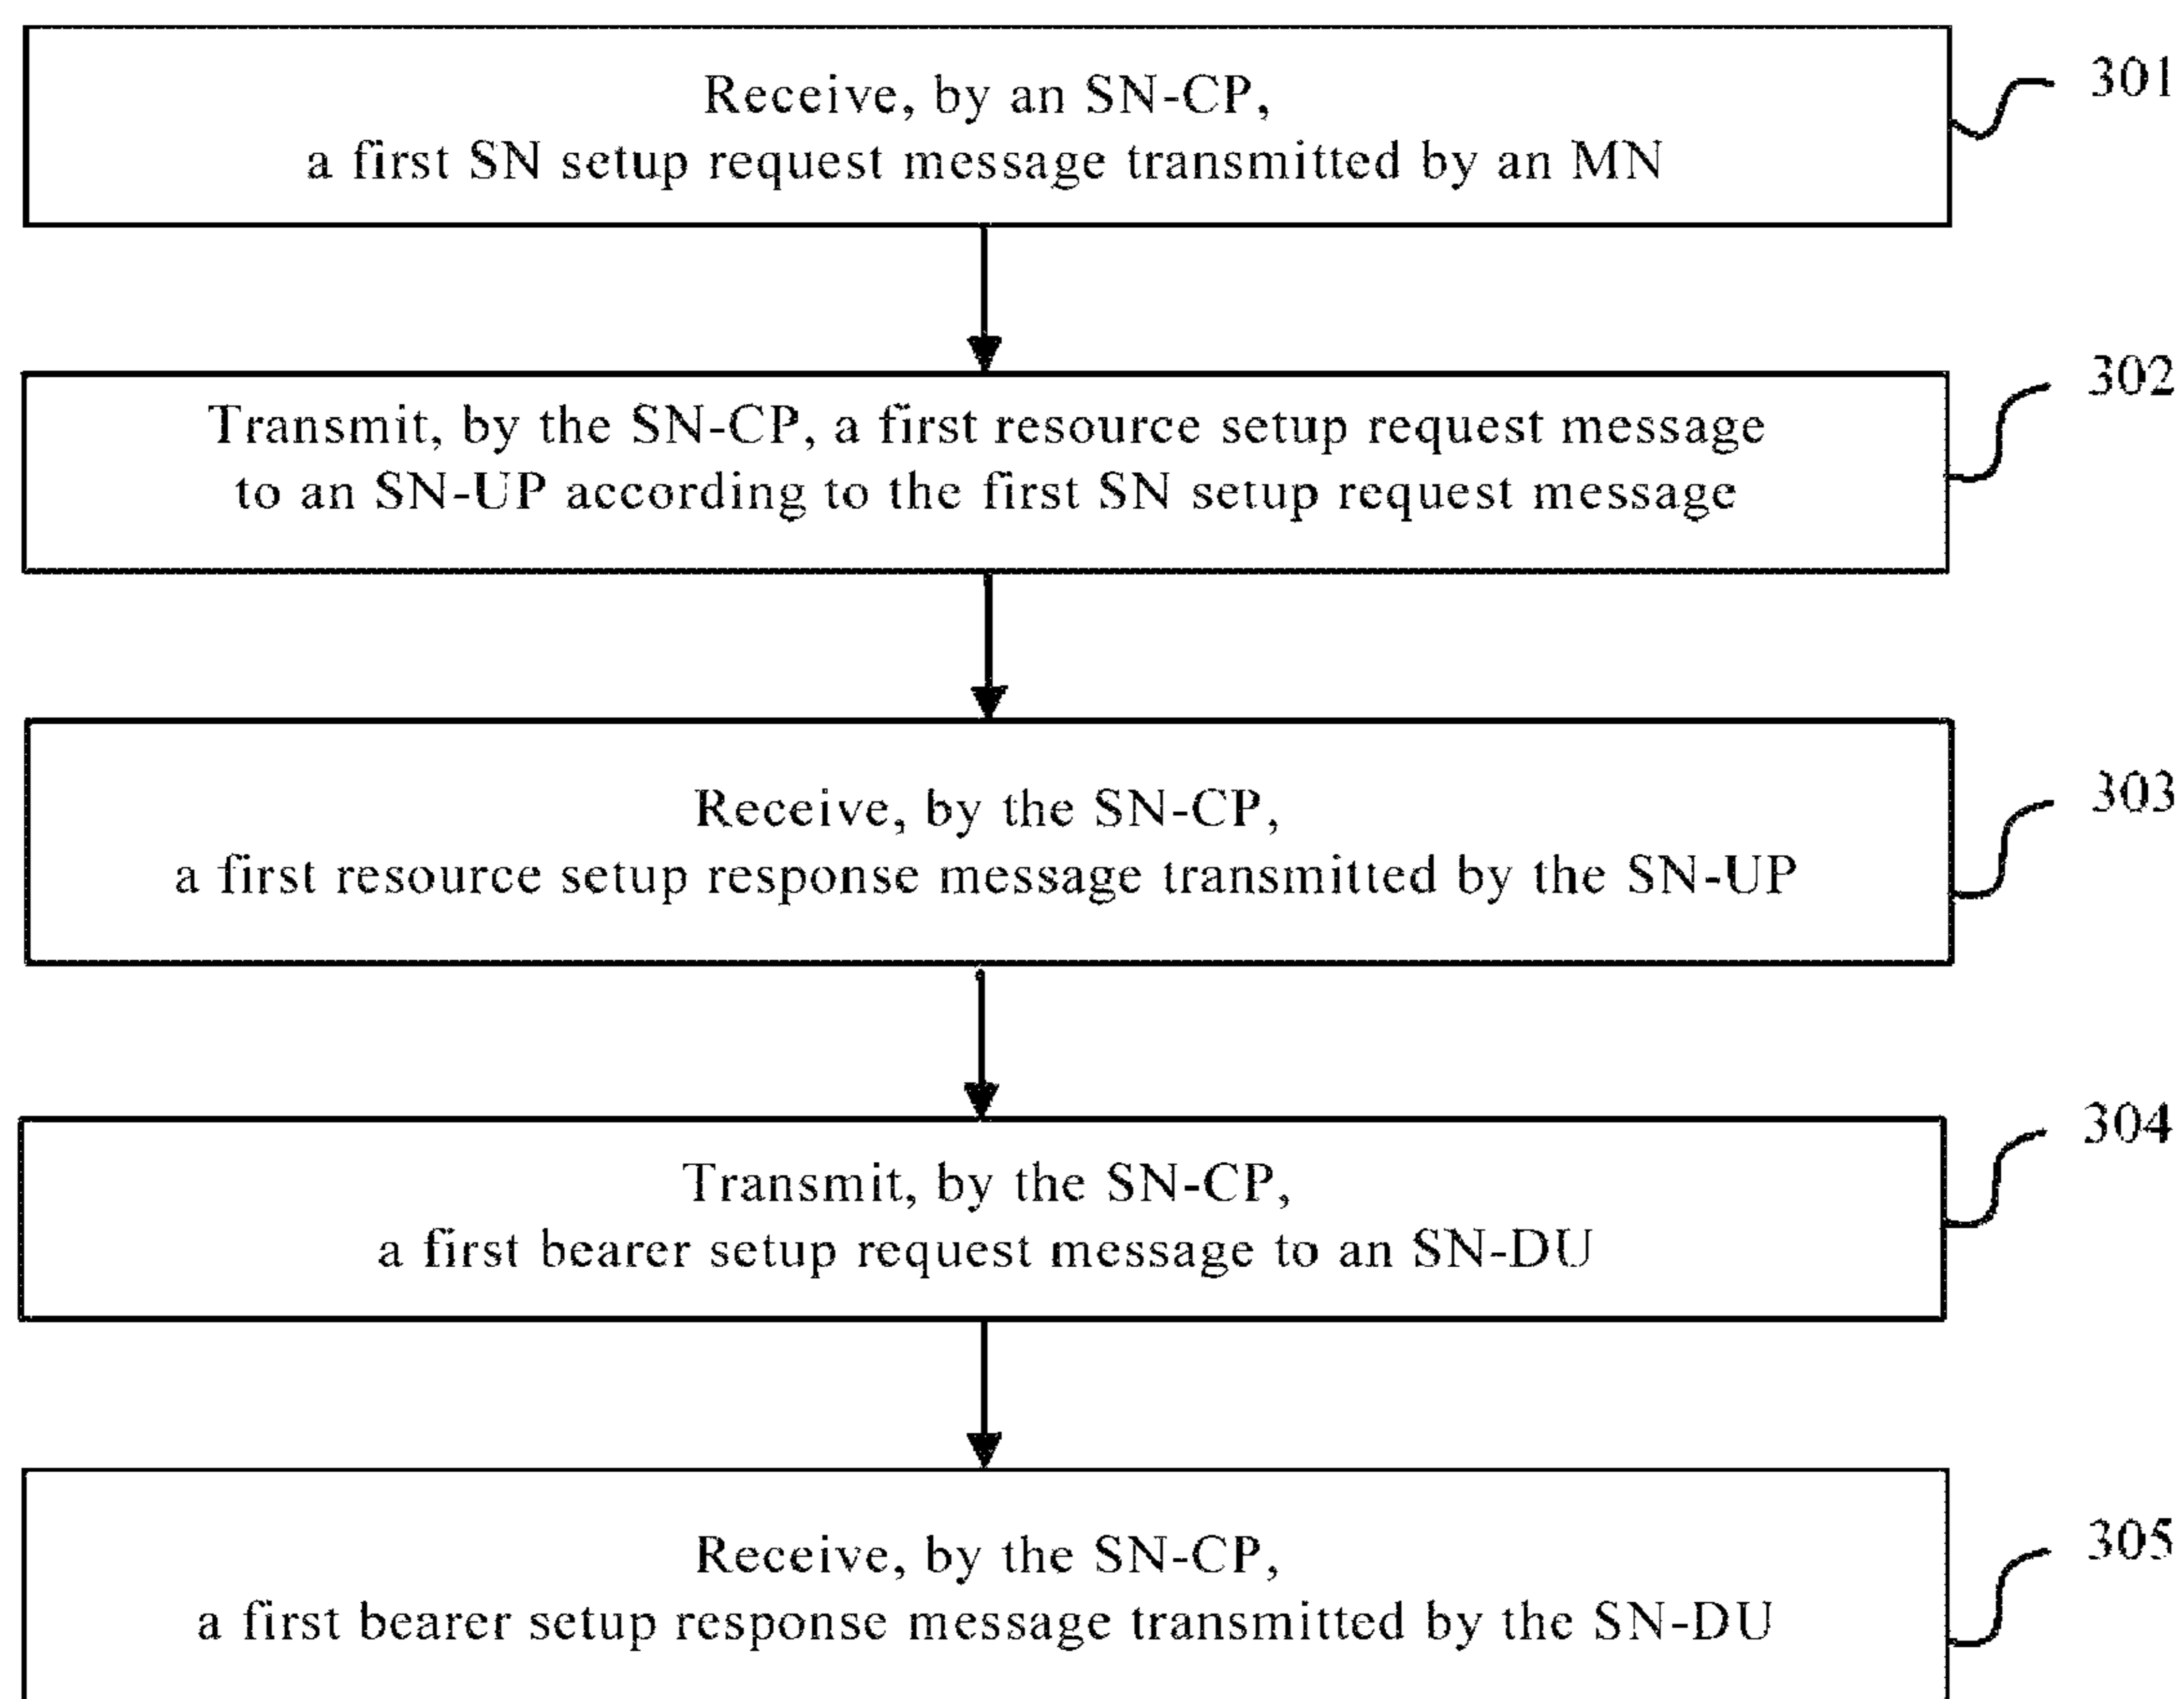 Receive, by an SN-CP,
a first SN setup request message transmitted by an MN
301
Transmit, by the SN-CP, a first resource setup request message
to an SN-UP according to the first SN setup request message
302
Receive, by the SN-CP,
a first resource setup response message transmitted by the SN-UP
303
Transmit, by the SN-CP,
a first bearer setup request message to an SN-DU
304
Receive, by the SN-CP,
a first bearer setup response message transmitted by the SN-DU
305